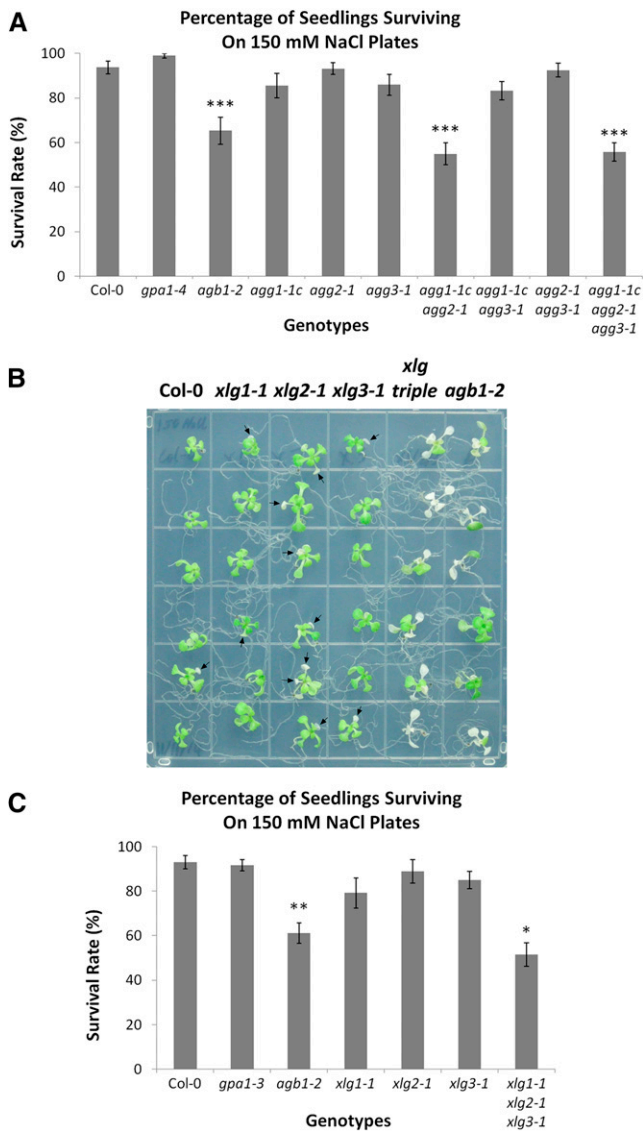 A
Percentage of Seedlings Surviving
On 150 mM NaCl Plates
Survival Rate (%)
100
80
60
40
20
0
***
***
***
Col-0 gpa1-4 agb1-2 agg1-1c agg2-1 agg3-1 agg1-1c agg1-1c agg2-1 agg1-1c
agg2-1 agg3-1 agg3-1 agg2-1
agg3-1
Genotypes
B
xlg
Col-0 xlg1-1 xlg2-1 xlg3-1 triple agb1-2
C
Percentage of Seedlings Surviving
On 150 mM NaCl Plates
Survival Rate (%)
100
80
60
40
20
0
**
*
Col-0 gpa1-3 agb1-2 xlg1-1 xlg2-1 xlg3-1 xlg1-1
xlg2-1
xlg3-1
Genotypes